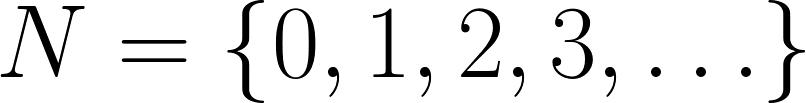 N = {0, 1, 2, 3, . . .}